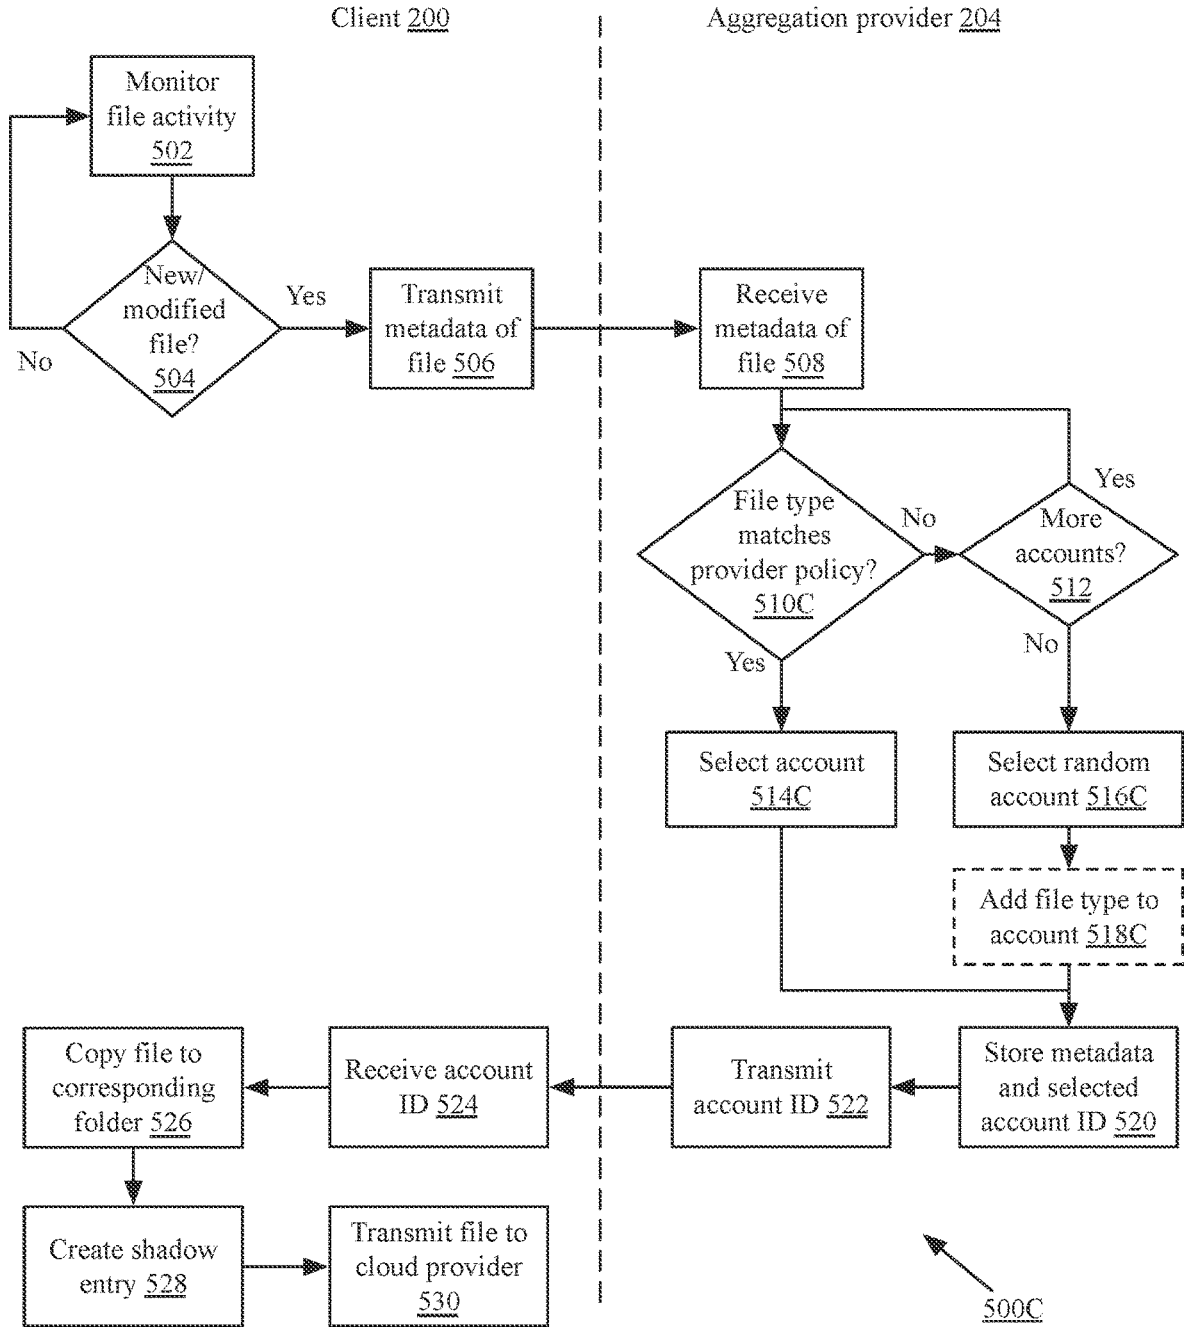 Client 200
Aggregation provider 204
Monitor
file activity
502
New/
modified
file?
504
No
Yes
Transmit
metadata of
file 506
Receive
metadata of
file 508
File type
matches
provider policy?
510C
No
Yes
More
accounts?
512
Yes
No
Select account
514C
Select random
account 516C
Add file type to
account 518C
Store metadata
and selected
account ID 520
Transmit
account ID 522
Receive account
ID 524
Copy file to
corresponding
folder 526
Create shadow
entry 528
Transmit file to
cloud provider
530
500C